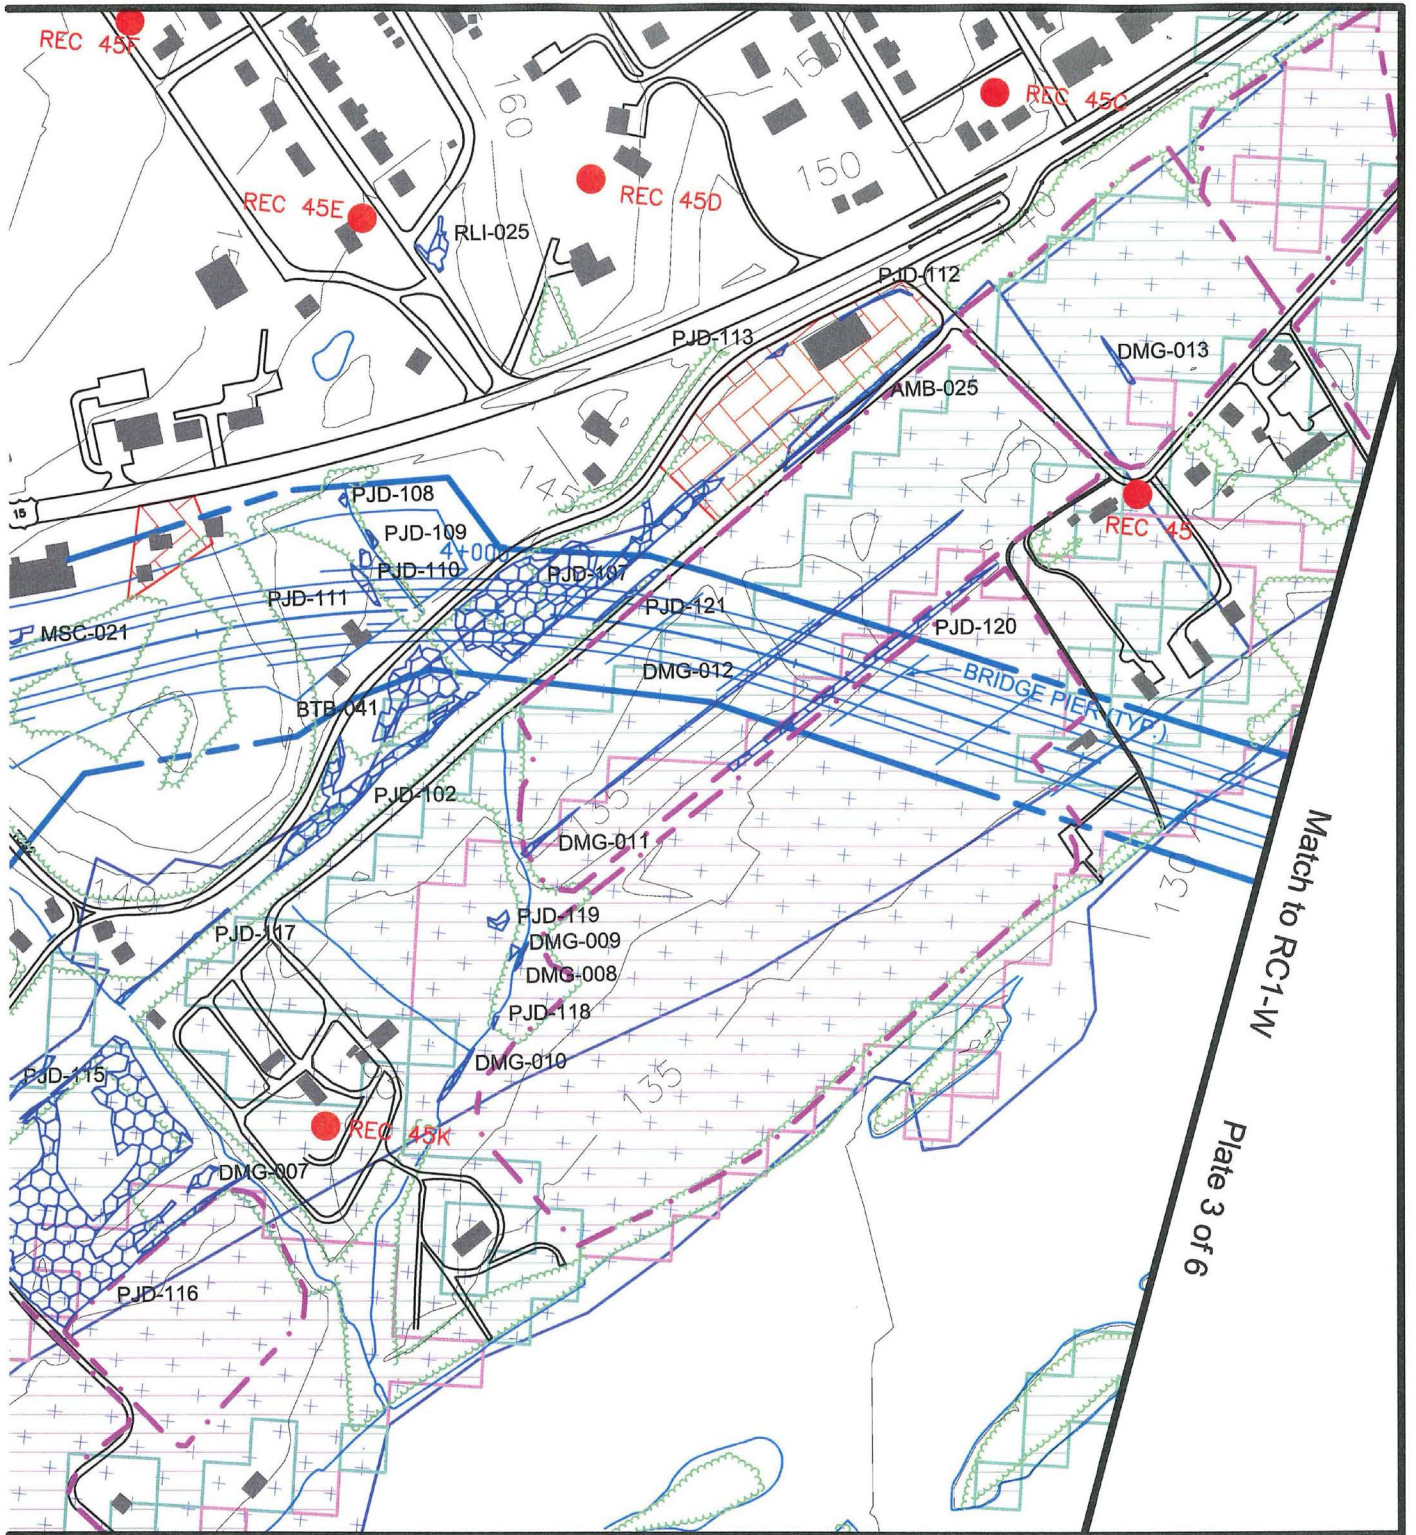 REC 45F
REC 45C
160
150
REC 45D
REC 45E
RLI-025
PJD-112
PJD-113
DMG-013
AMB-025
145
PJD-108
15
REC 45
PJD-109
4+000
PJD-110
PJD-107
PJD-111
PJD-121
PJD-120
MSC-021
DMG-012
BRIDGE PIER (TYP.)
BTB-041
PJD-102
135
DMG-011
130
140
PJD-119
PJD-117
DMG-009
DMG-008
PJD-118
Match to RC1-W
DMG-010
PJD-115
135
REC 45K
DMG-007
Plate 3 of 6
PJD-116